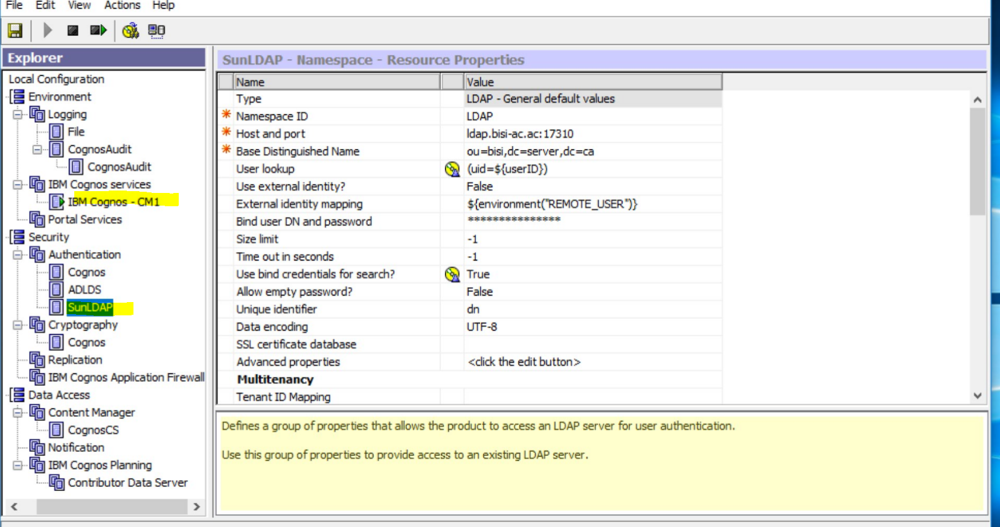 File Edit View Actions Help
Explorer
Local Configuration
Environment
Logging
File
CognosAudit
CognosAudit
IBM Cognos services
IBM Cognos - CM1
Portal Services
Security
Authentication
Cognos
ADLDS
SunLDAP
Cryptography
Cognos
Replication
IBM Cognos Application Firewall
Data Access
Content Manager
CognosCS
Notification
IBM Cognos Planning
Contributor Data Server
SunLDAP - Namespace - Resource Properties
Name Value
Type LDAP - General default values
* Namespace ID LDAP
* Host and port ldap.bisi-ac.ac:17310
* Base Distinguished Name ou=bisi,dc=server,dc=ca
User lookup (uid=${userID})
Use external identity? False
External identity mapping ${environment("REMOTE_USER")}
Bind user DN and password ***************
Size limit -1
Time out in seconds -1
Use bind credentials for search? True
Allow empty password? False
Unique identifier dn
Data encoding UTF-8
SSL certificate database
Advanced properties <click the edit button>
Multitenancy
Tenant ID Mapping
Defines a group of properties that allows the product to access an LDAP server for user authentication.
Use this group of properties to provide access to an existing LDAP server.